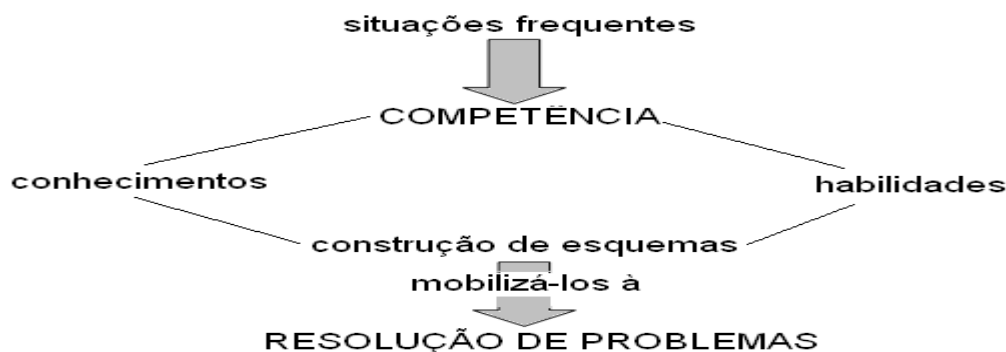 situações frequentes
COMPETÊNCIA
conhecimentos
habilidades
construção de esquemas
mobilizá-los à
RESOLUÇÃO DE PROBLEMAS